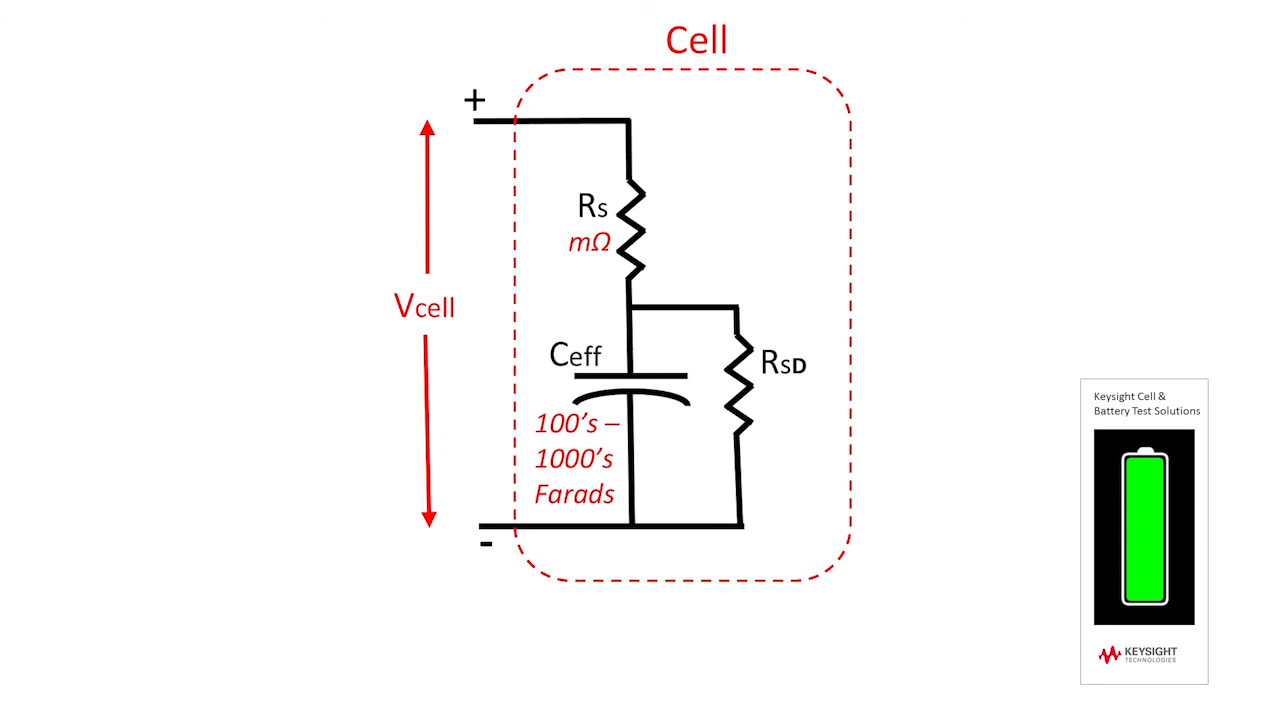 Cell
+
Rs
mΩ
Vcell
Ceff
RsD
100's –
1000's
Farads
-
Keysight Cell &
Battery Test Solutions
KEYSIGHT
TECHNOLOGIES